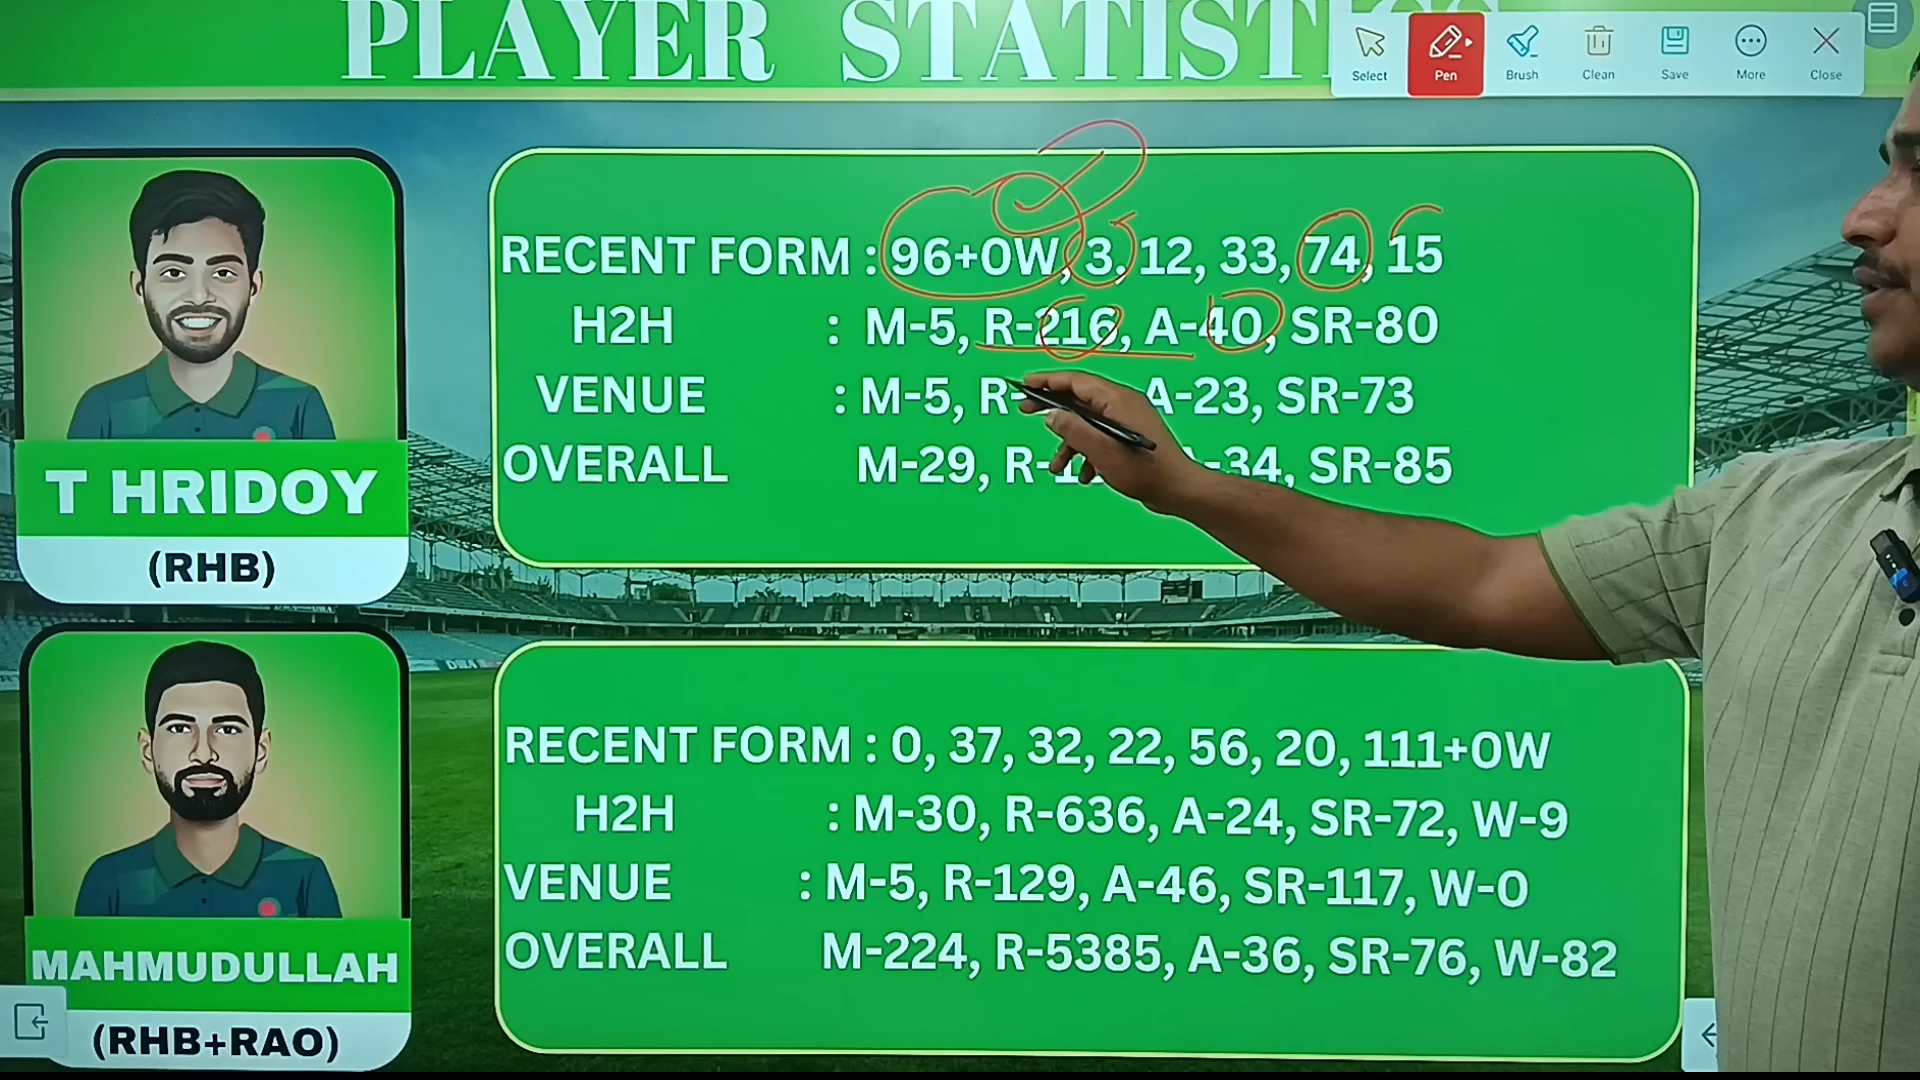 PLAYER
Select
Pen
Brush
Clean
Save
More
Close
RECENT FORM : 96+0W, 3, 12, 33, 74, 15
H2H : M-5, R-216, A-40, SR-80
VENUE : M-5, R- A-23, SR-73
OVERALL M-29, R- A-34, SR-85
T HRIDOY
(RHB)
RECENT FORM : 0, 37, 32, 22, 56, 20, 111+0W
H2H : M-30, R-636, A-24, SR-72, W-9
VENUE : M-5, R-129, A-46, SR-117, W-0
OVERALL M-224, R-5385, A-36, SR-76, W-82
MAHMUDULLAH
(RHB+RAO)